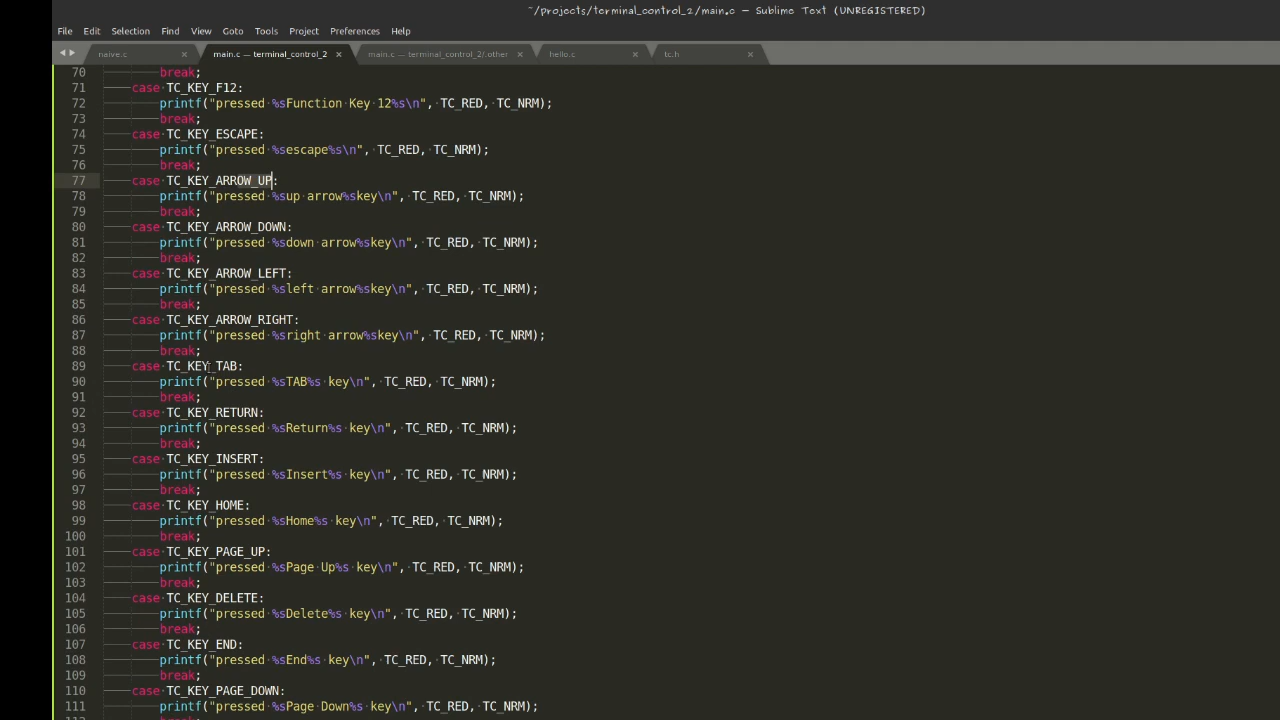 ~/projects/terminal_control_2/main.c — Sublime Text (UNREGISTERED)
File Edit Selection Find View Goto Tools Project Preferences Help
naive.c × main.c — terminal_control_2 × main.c — terminal_control_2/.other × hello.c × tc.h ×
70 break;
71 case TC_KEY_F12:
72 printf("pressed %sFunction Key 12%s\n", TC_RED, TC_NRM);
73 break;
74 case TC_KEY_ESCAPE:
75 printf("pressed %sescape%s\n", TC_RED, TC_NRM);
76 break;
77 case TC_KEY_ARROW_UP:
78 printf("pressed %sup arrow%skey\n", TC_RED, TC_NRM);
79 break;
80 case TC_KEY_ARROW_DOWN:
81 printf("pressed %sdown arrow%skey\n", TC_RED, TC_NRM);
82 break;
83 case TC_KEY_ARROW_LEFT:
84 printf("pressed %sleft arrow%skey\n", TC_RED, TC_NRM);
85 break;
86 case TC_KEY_ARROW_RIGHT:
87 printf("pressed %sright arrow%skey\n", TC_RED, TC_NRM);
88 break;
89 case TC_KEY_TAB:
90 printf("pressed %sTAB%s key\n", TC_RED, TC_NRM);
91 break;
92 case TC_KEY_RETURN:
93 printf("pressed %sReturn%s key\n", TC_RED, TC_NRM);
94 break;
95 case TC_KEY_INSERT:
96 printf("pressed %sInsert%s key\n", TC_RED, TC_NRM);
97 break;
98 case TC_KEY_HOME:
99 printf("pressed %sHome%s key\n", TC_RED, TC_NRM);
100 break;
101 case TC_KEY_PAGE_UP:
102 printf("pressed %sPage Up%s key\n", TC_RED, TC_NRM);
103 break;
104 case TC_KEY_DELETE:
105 printf("pressed %sDelete%s key\n", TC_RED, TC_NRM);
106 break;
107 case TC_KEY_END:
108 printf("pressed %sEnd%s key\n", TC_RED, TC_NRM);
109 break;
110 case TC_KEY_PAGE_DOWN:
111 printf("pressed %sPage Down%s key\n", TC_RED, TC_NRM);
112 break;